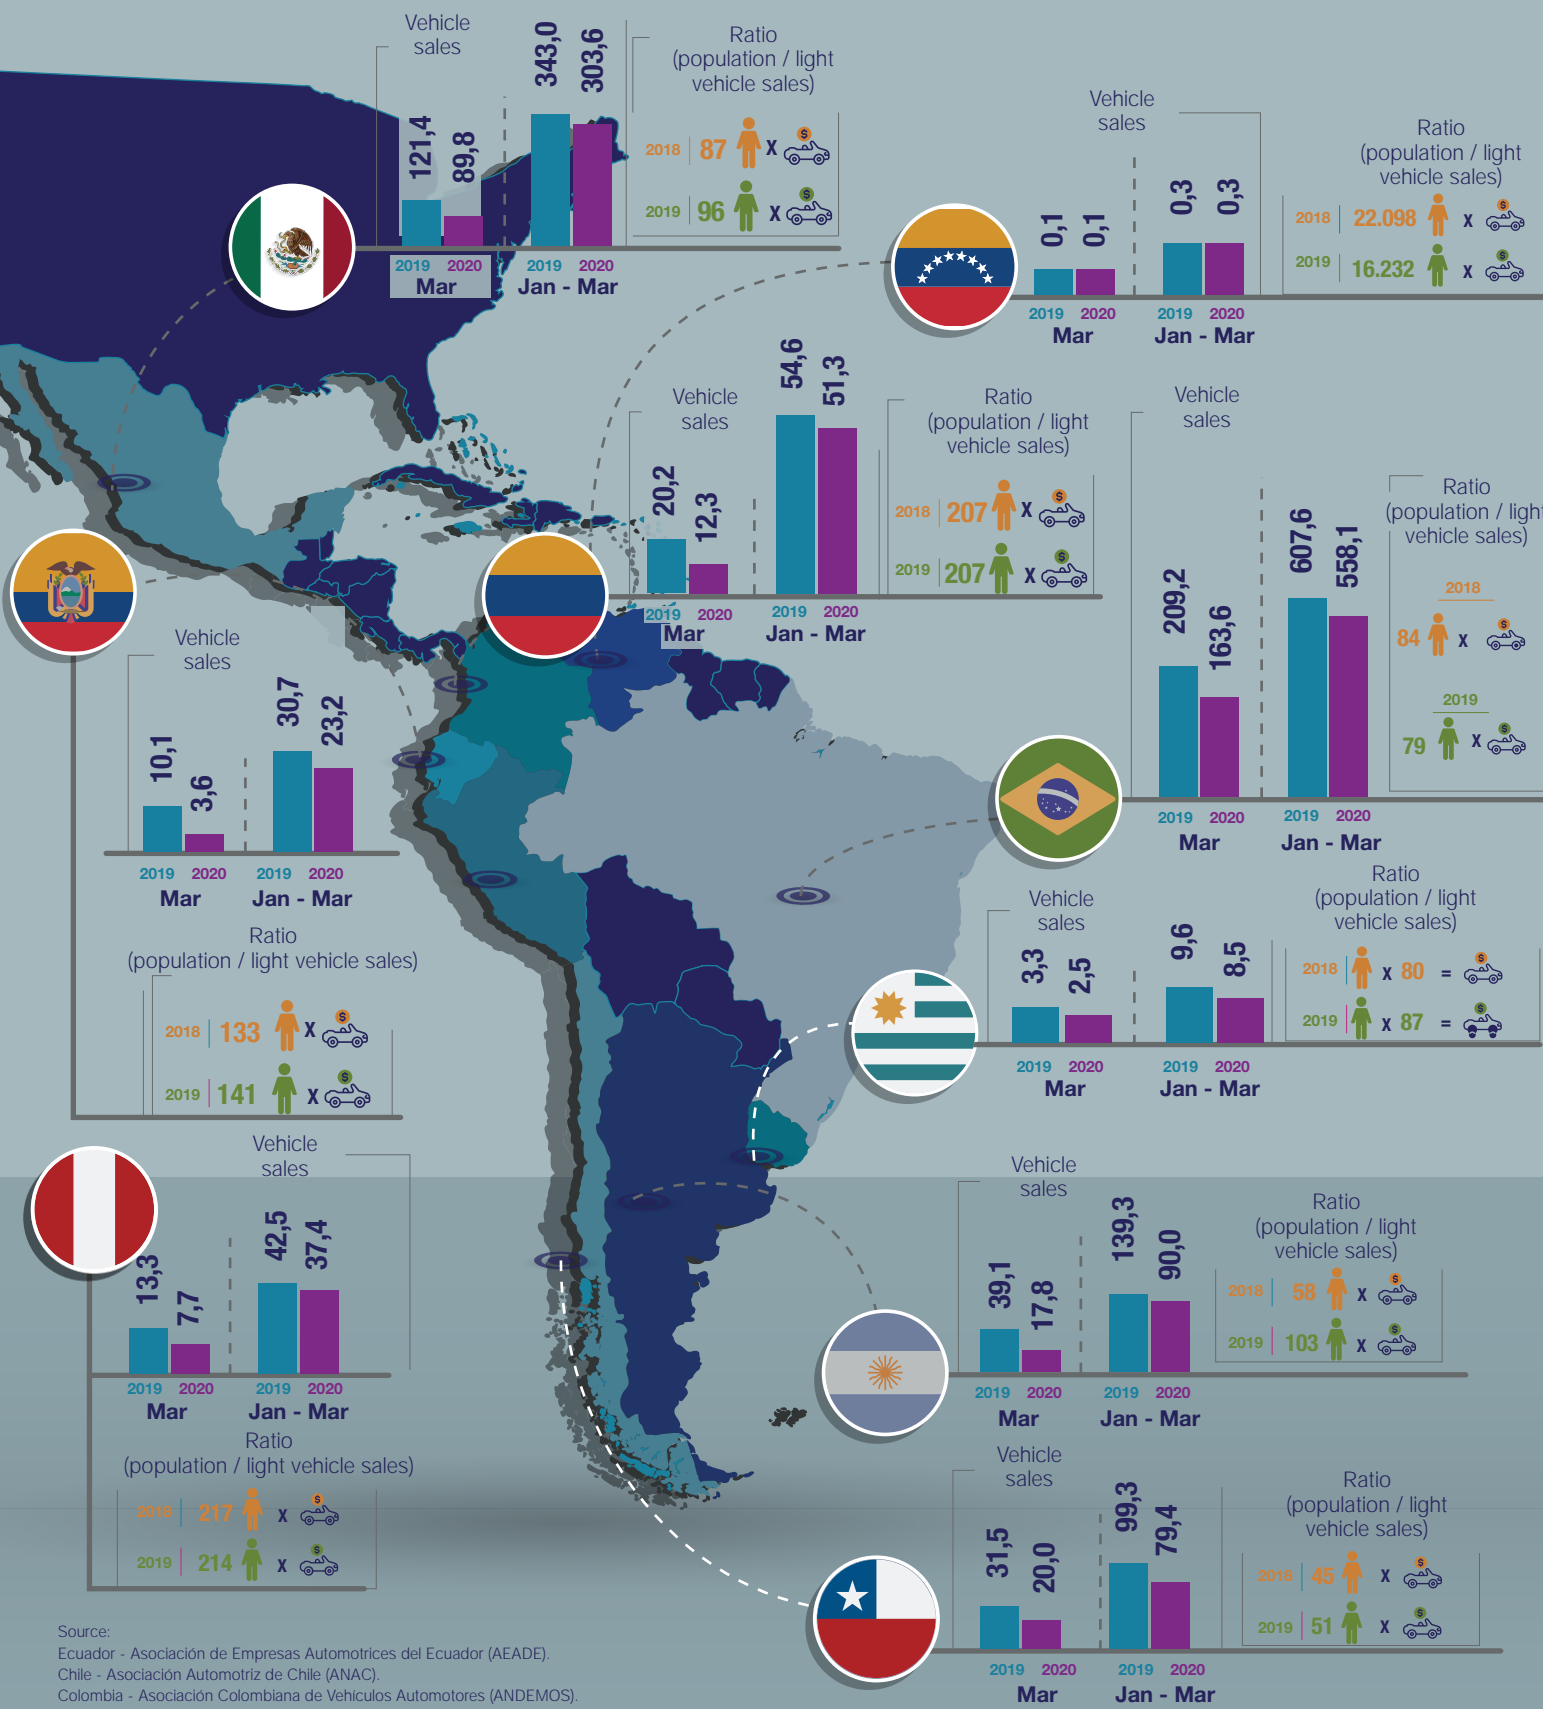 Vehicle
sales
121,4
89,8
343,0
303,6
2019 2020
Mar
2019 2020
Jan - Mar
Ratio
(population / light
vehicle sales)
2018 87 X $
2019 96 X $
Vehicle
sales
0,1
0,1
0,3
0,3
2019 2020
Mar
2019 2020
Jan - Mar
Ratio
(population / light
vehicle sales)
2018 22.098 X $
2019 16.232 X $
Vehicle
sales
20,2
12,3
54,6
51,3
2019 2020
Mar
2019 2020
Jan - Mar
Ratio
(population / light
vehicle sales)
2018 207 X $
2019 207 X $
Vehicle
sales
209,2
163,6
607,6
558,1
2019 2020
Mar
2019 2020
Jan - Mar
Ratio
(population / light
vehicle sales)
2018
84 X $
2019
79 X $
Vehicle
sales
10,1
3,6
30,7
23,2
2019 2020
Mar
2019 2020
Jan - Mar
Ratio
(population / light vehicle sales)
2018 133 X $
2019 141 X $
Vehicle
sales
3,3
2,5
9,6
8,5
2019 2020
Mar
2019 2020
Jan - Mar
Ratio
(population / light
vehicle sales)
2018 X 80 = $
2019 X 87 = $
Vehicle
sales
13,3
7,7
42,5
37,4
2019 2020
Mar
2019 2020
Jan - Mar
Ratio
(population / light vehicle sales)
2018 217 X $
2019 214 X $
Vehicle
sales
39,1
17,8
139,3
90,0
2019 2020
Mar
2019 2020
Jan - Mar
Ratio
(population / light
vehicle sales)
2018 58 X $
2019 103 X $
Vehicle
sales
31,5
20,0
99,3
79,4
2019 2020
Mar
2019 2020
Jan - Mar
Ratio
(population / light
vehicle sales)
2018 45 X $
2019 51 X $
Source:
Ecuador - Asociación de Empresas Automotrices del Ecuador (AEADE).
Chile - Asociación Automotriz de Chile (ANAC).
Colombia - Asociación Colombiana de Vehículos Automotores (ANDEMOS).